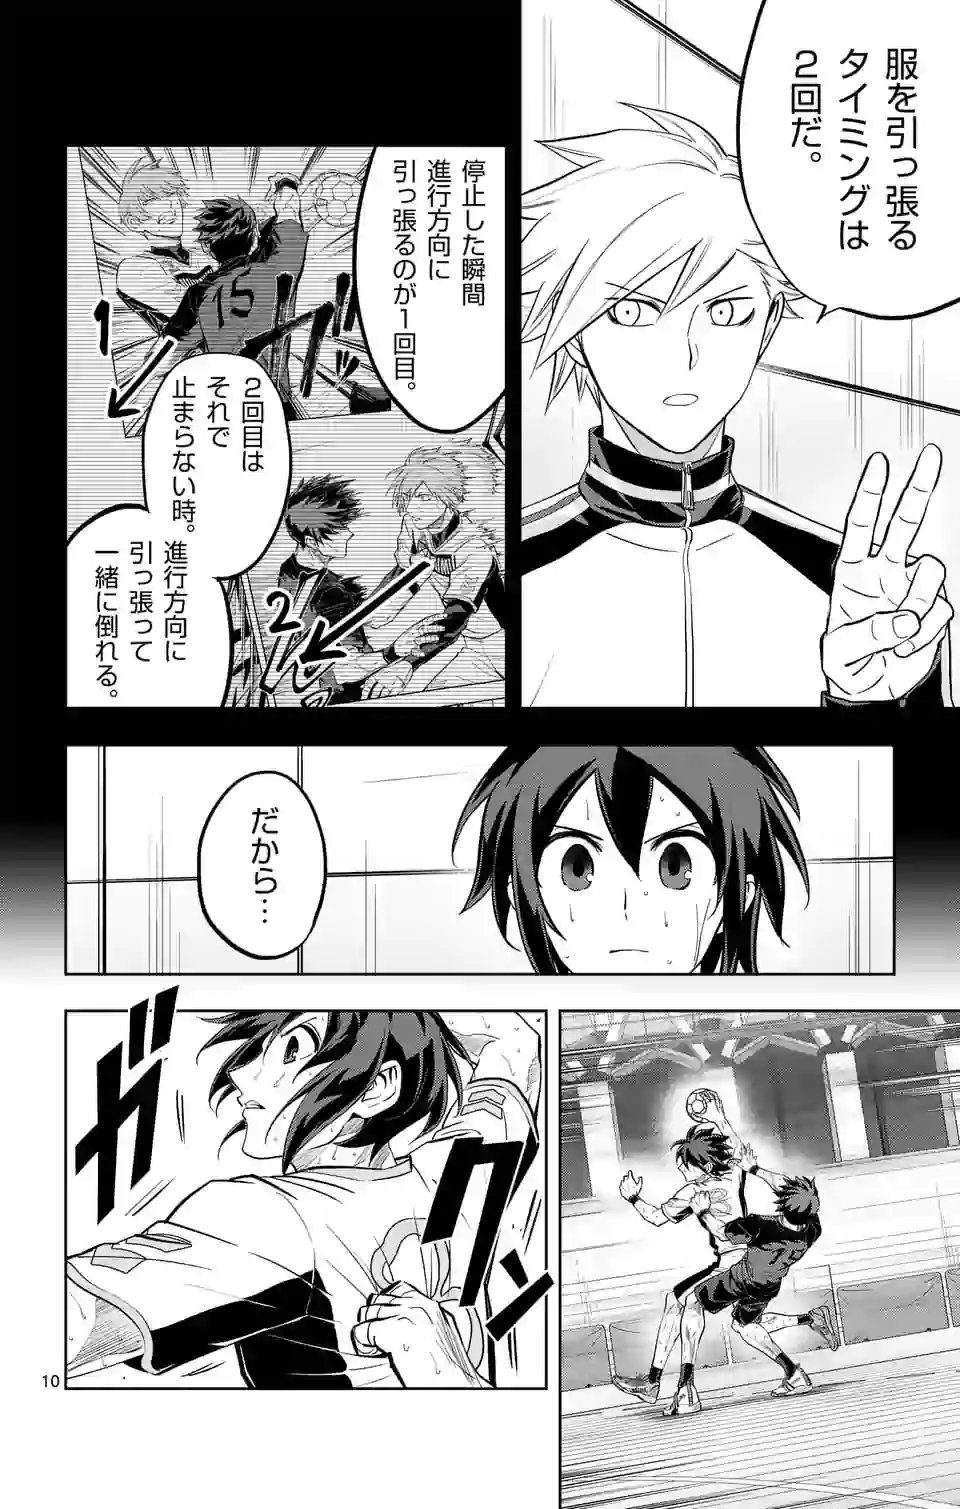 服を引っ張る
タイミングは
2回だ。
停止した瞬間
進行方向に
引っ張るのが1回目。
15
1
2回目は
それで
止まらない時。
進行方向に
引っ張って
一緒に倒れる。
2
だから…
15
ガクンッ
10